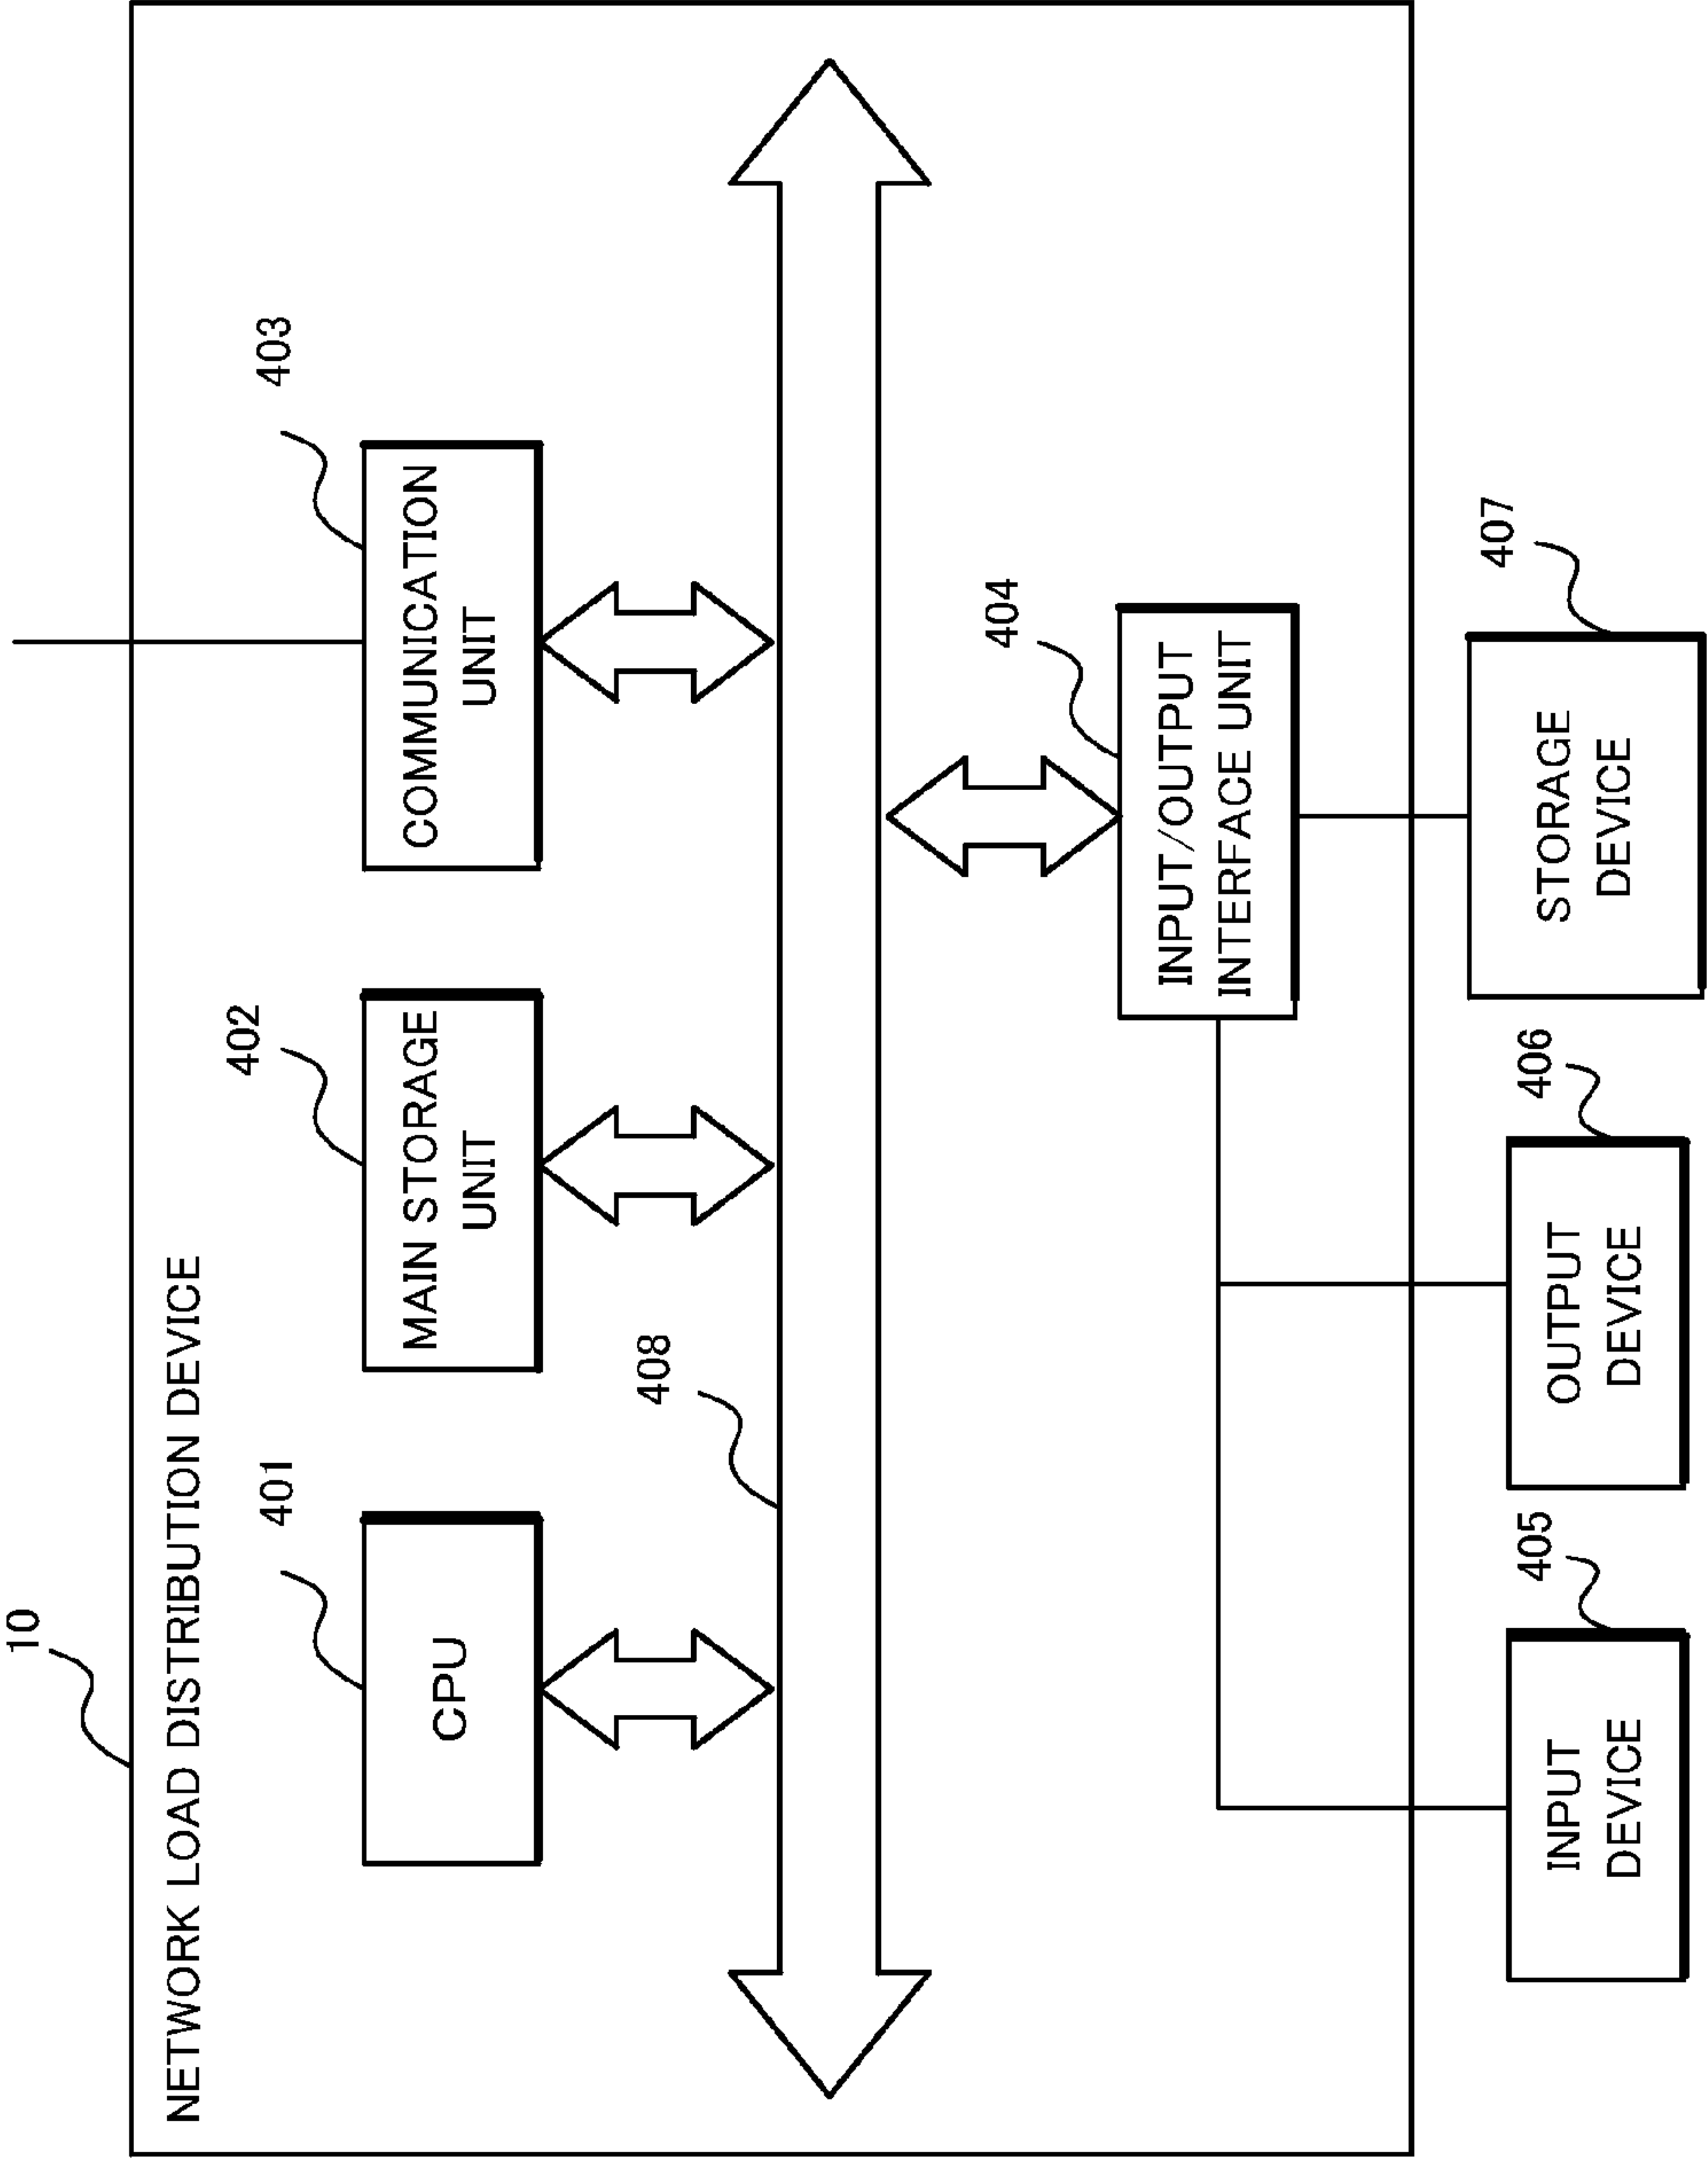 10
NETWORK LOAD DISTRIBUTION DEVICE
401
402
403
CPU
MAIN STORAGE
UNIT
COMMUNICATION
UNIT
408
404
INPUT/OUTPUT
INTERFACE UNIT
405
406
407
INPUT
DEVICE
OUTPUT
DEVICE
STORAGE
DEVICE